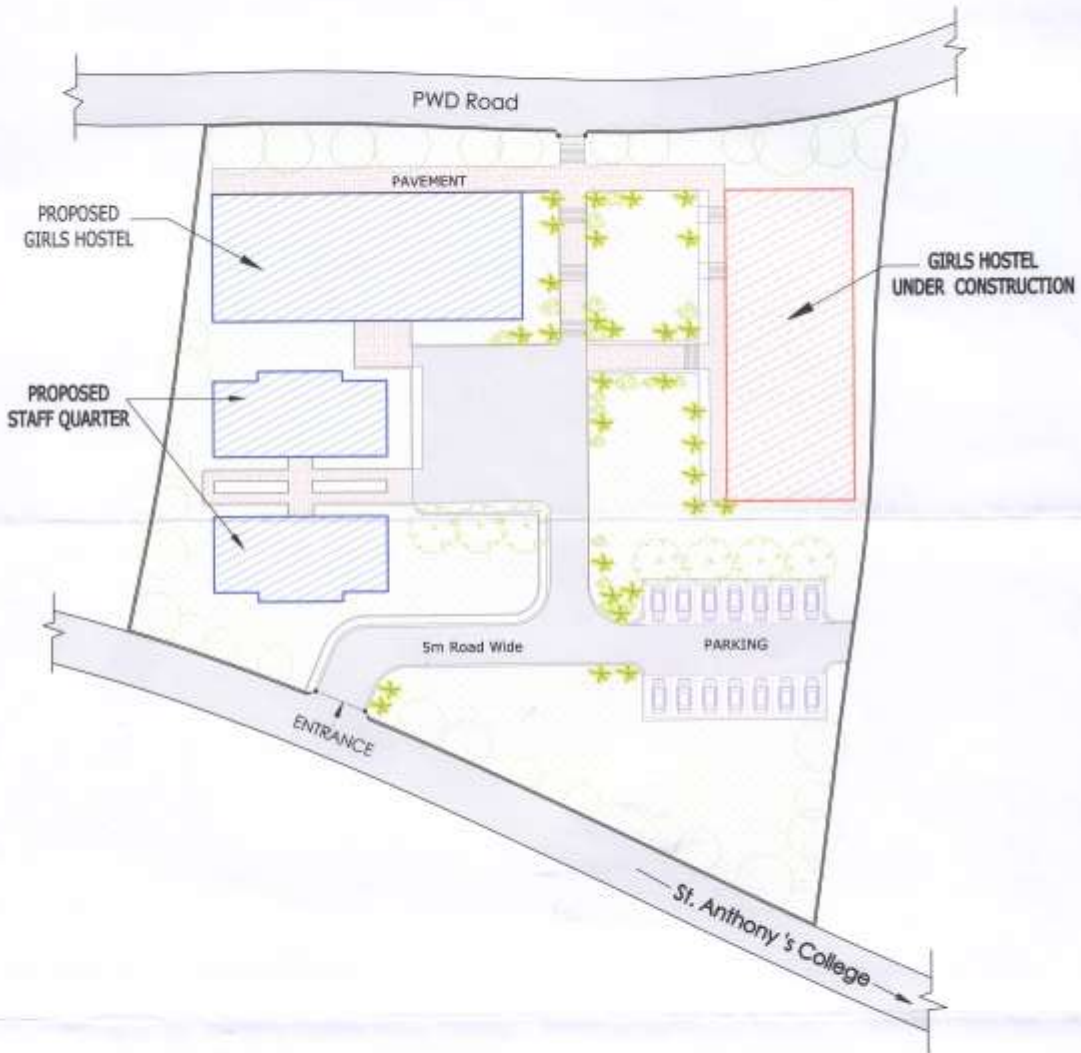 PWD Road
PAVEMENT
PROPOSED
GIRLS HOSTEL
GIRLS HOSTEL
UNDER CONSTRUCTION
PROPOSED
STAFF QUARTER
5m Road Wide
PARKING
ENTRANCE
St. Anthony 's College